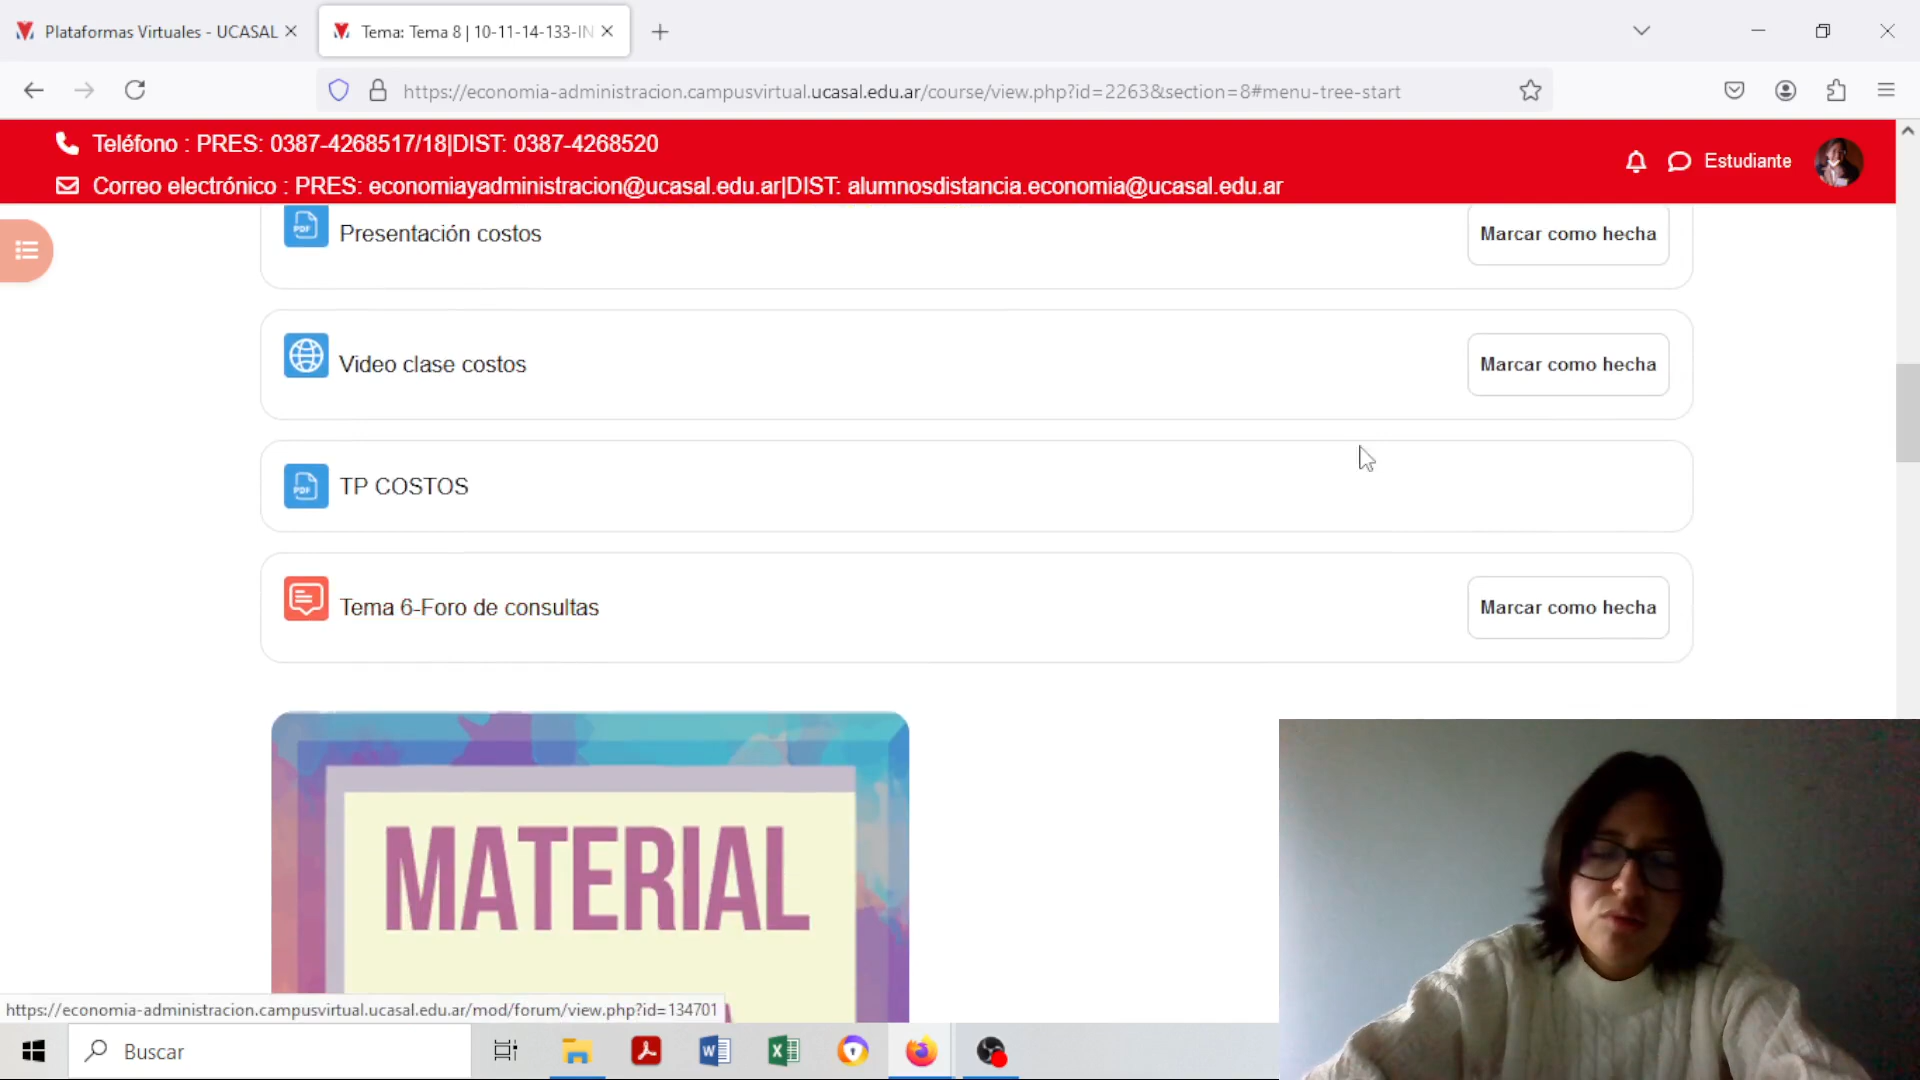 Plataformas Virtuales - UCASAL
Tema: Tema 8 | 10-11-14-133-IN
https://economia-administracion.campusvirtual.ucasal.edu.ar/course/view.php?id=2263&section=8#menu-tree-start
Teléfono : PRES: 0387-4268517/18|DIST: 0387-4268520
Correo electrónico : PRES: economiayadministracion@ucasal.edu.ar|DIST: alumnosdistancia.economia@ucasal.edu.ar
Estudiante
PDF
Presentación costos
Marcar como hecha
Video clase costos
Marcar como hecha
PDF
TP COSTOS
Tema 6-Foro de consultas
Marcar como hecha
MATERIAL
https://economia-administracion.campusvirtual.ucasal.edu.ar/mod/forum/view.php?id=134701
Buscar